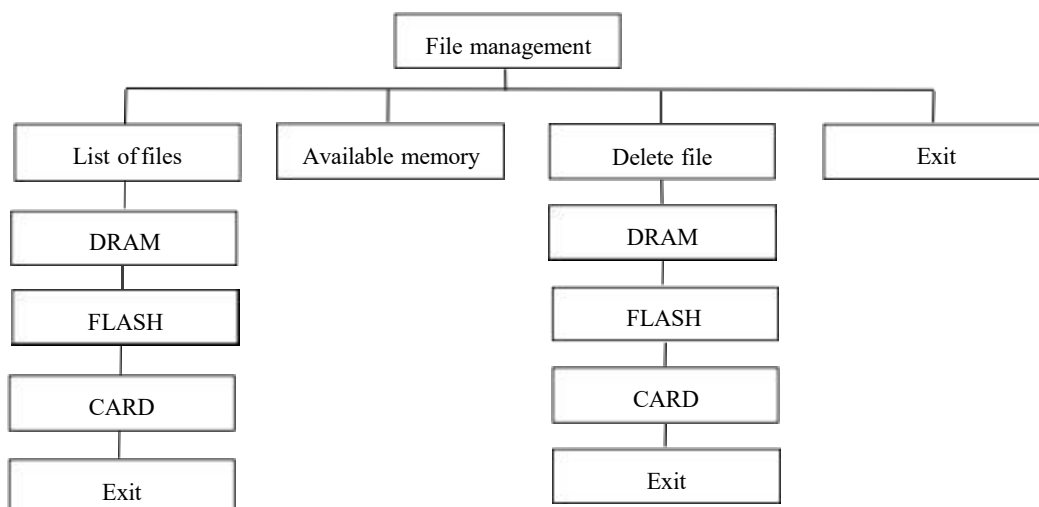 File management
List of files
Available memory
Delete file
Exit
DRAM
DRAM
FLASH
FLASH
CARD
CARD
Exit
Exit